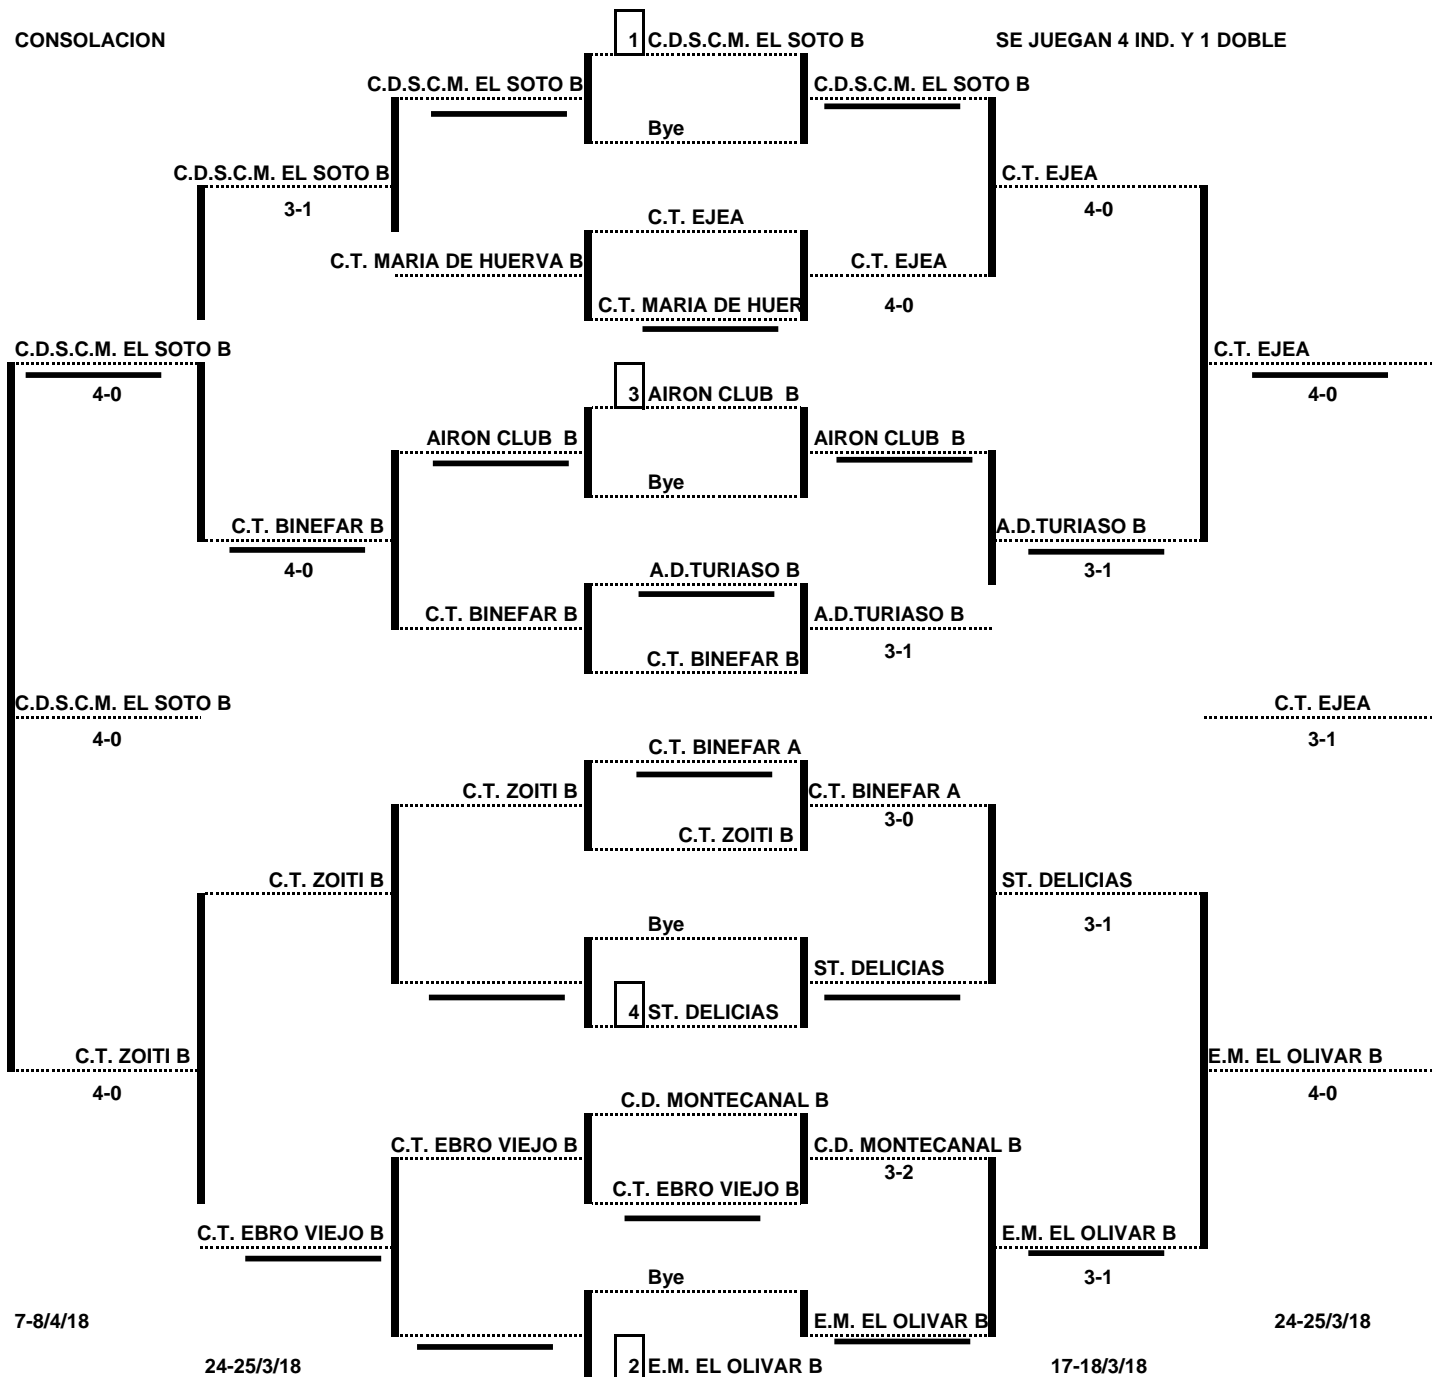 CONSOLACION
1 C.D.S.C.M. EL SOTO B
SE JUEGAN 4 IND. Y 1 DOBLE
C.D.S.C.M. EL SOTO B
C.D.S.C.M. EL SOTO B
Bye
C.D.S.C.M. EL SOTO B
C.T. EJEA
3-1
4-0
C.T. EJEA
C.T. MARIA DE HUERVA B
C.T. EJEA
C.T. MARIA DE HUER
4-0
C.D.S.C.M. EL SOTO B
C.T. EJEA
4-0
3 AIRON CLUB B
4-0
AIRON CLUB B
AIRON CLUB B
Bye
C.T. BINEFAR B
A.D.TURIASO B
4-0
A.D.TURIASO B
3-1
C.T. BINEFAR B
A.D.TURIASO B
C.T. BINEFAR B
3-1
C.D.S.C.M. EL SOTO B
C.T. EJEA
4-0
C.T. BINEFAR A
3-1
C.T. ZOITI B
C.T. BINEFAR A
3-0
C.T. ZOITI B
C.T. ZOITI B
ST. DELICIAS
Bye
3-1
ST. DELICIAS
4 ST. DELICIAS
C.T. ZOITI B
E.M. EL OLIVAR B
4-0
C.D. MONTECANAL B
4-0
C.T. EBRO VIEJO B
C.D. MONTECANAL B
3-2
C.T. EBRO VIEJO B
C.T. EBRO VIEJO B
E.M. EL OLIVAR B
Bye
3-1
7-8/4/18
E.M. EL OLIVAR B
24-25/3/18
24-25/3/18
2 E.M. EL OLIVAR B
17-18/3/18